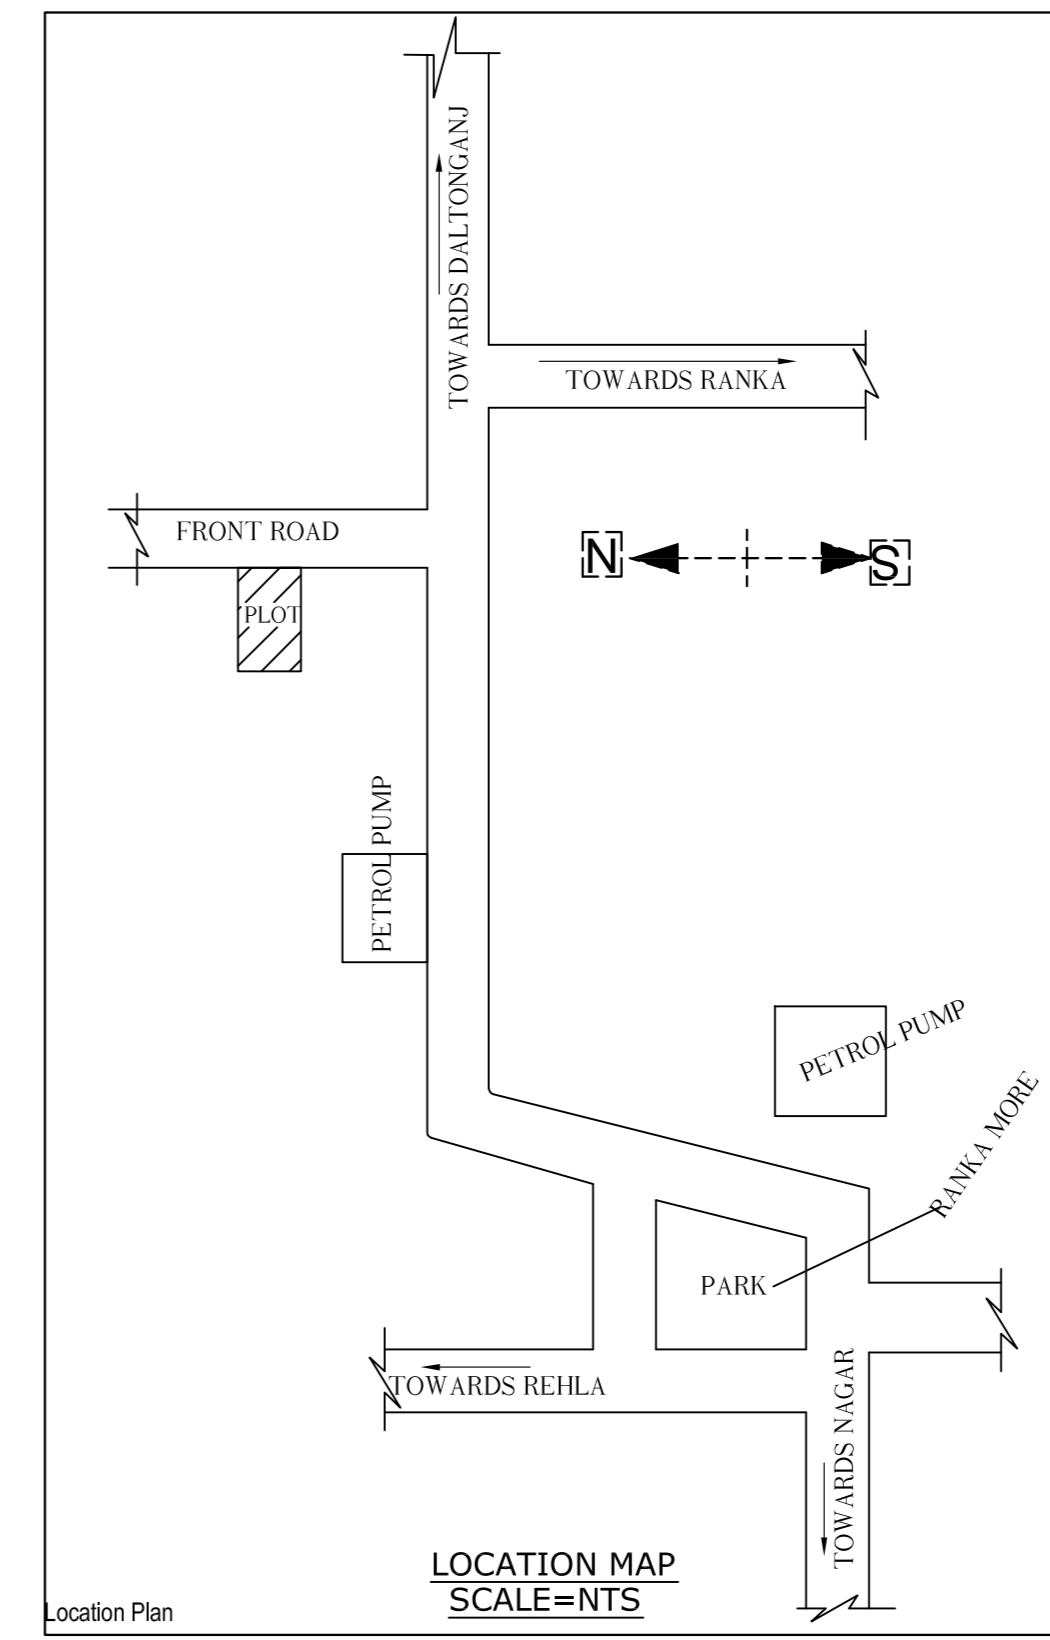 TOWARDS DALTONGANJ
TOWARDS RANKA
FRONT ROAD
N
S
PLOT
PETROL PUMP
PETROL PUMP
RANKA MORE
PARK
TOWARDS REHLA
TOWARDS NAGAR
LOCATION MAP
SCALE=NTS
Location Plan